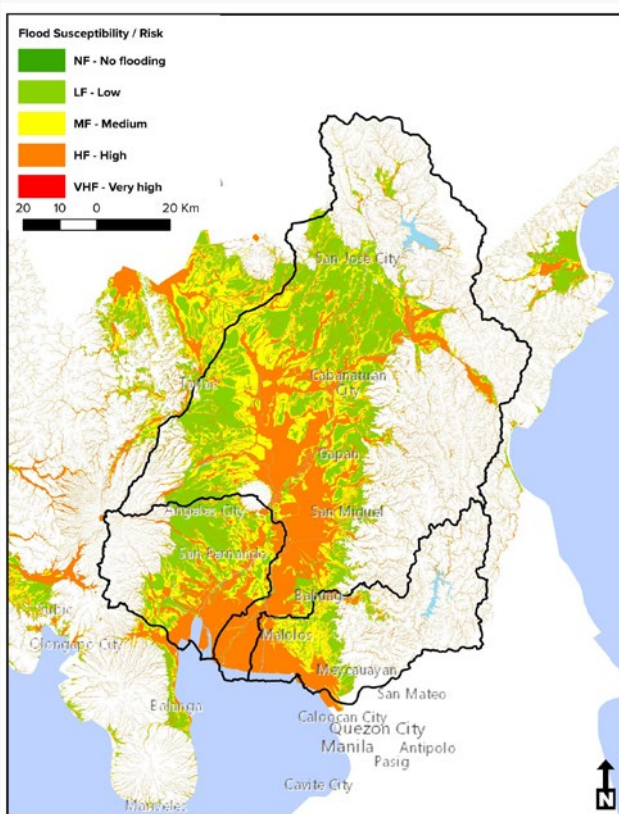 Flood Susceptibility / Risk
NF - No flooding
LF - Low
MF - Medium
HF - High
VHF - Very high
20 10 0 20 Km
San Jose City
Cabanatuan
City
Gapan
Angeles City
San Miguel
San Fernando
Baliuag
Subic
Malolos
Olongapo City
Meycauayan
San Mateo
Balanga
Caloocan City
Quezon City
Manila
Antipolo
Pasig
Cavite City
Mariveles
N